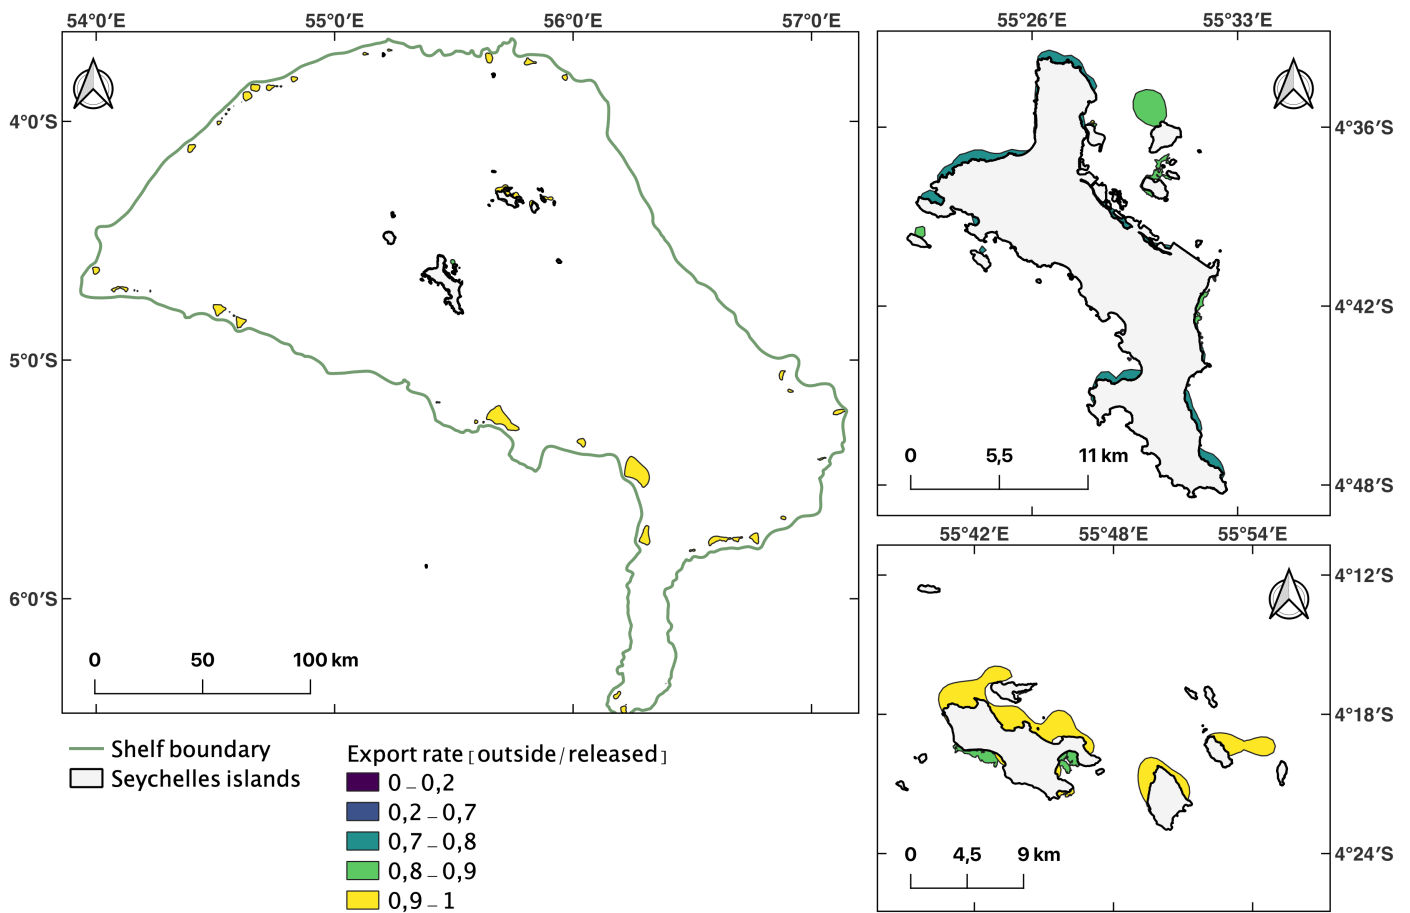 54°0′E 55°0′E 56°0′E 57°0′E
4°0′S
5°0′S
6°0′S
0 50 100 km
55°26′E 55°33′E
4°36′S
4°42′S
4°48′S
0 5,5 11 km
55°42′E 55°48′E 55°54′E
4°12′S
4°18′S
4°24′S
0 4,5 9 km
Shelf boundary
Seychelles islands
Export rate [outside/released]
0 – 0,2
0,2 – 0,7
0,7 – 0,8
0,8 – 0,9
0,9 – 1